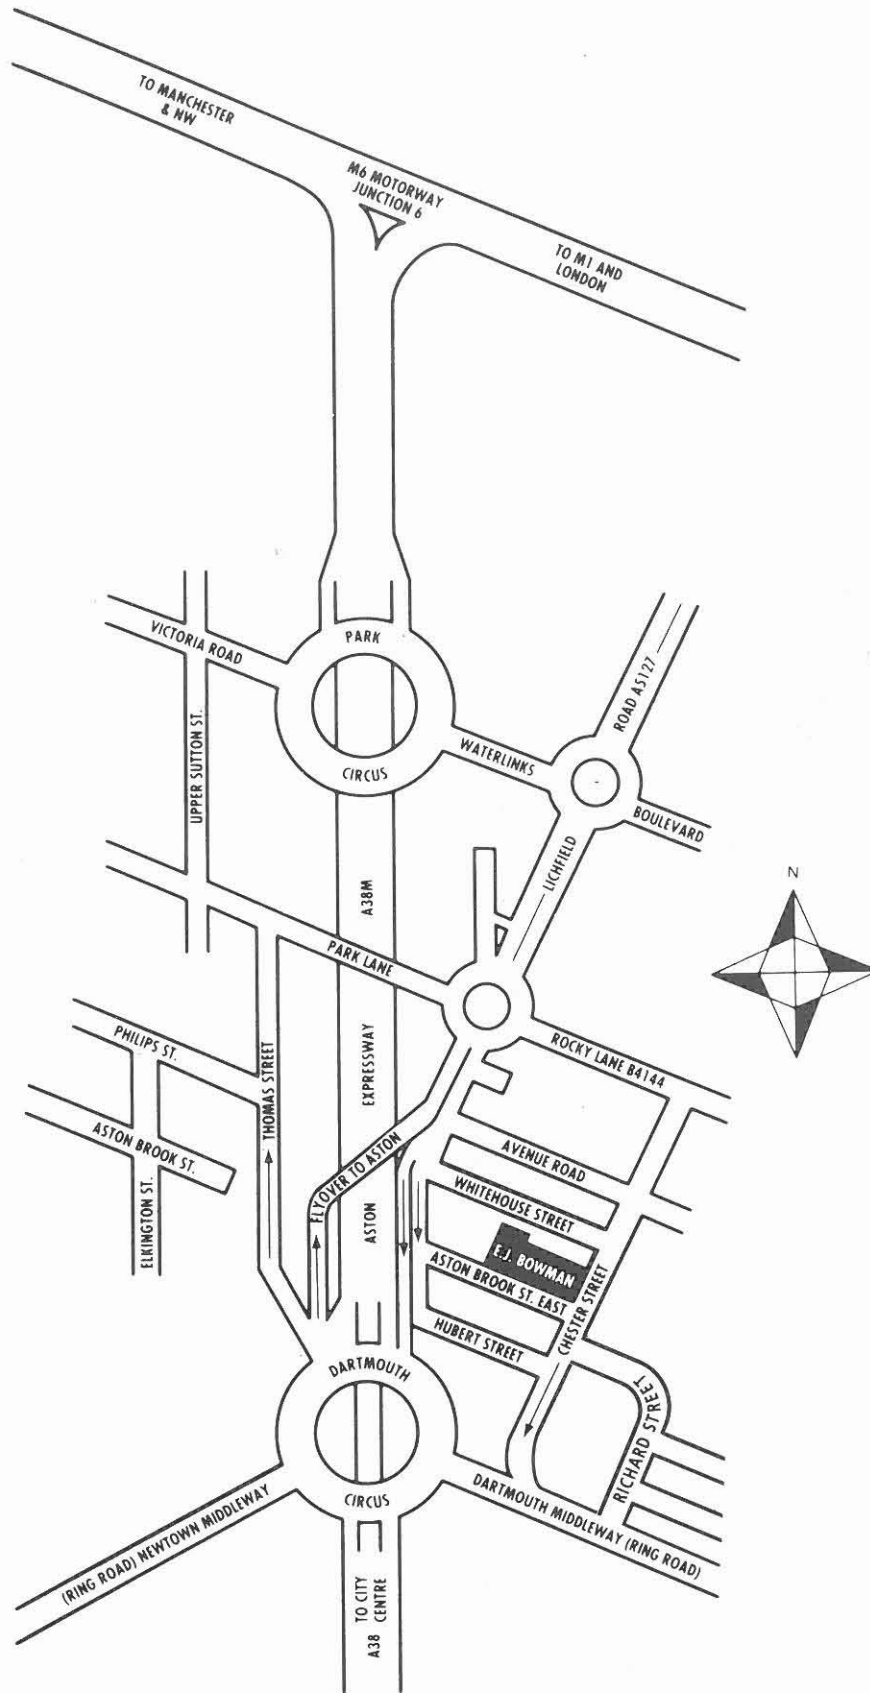 TO MANCHESTER
& NW
M6 MOTORWAY
JUNCTION 6
TO M1 AND
LONDON
VICTORIA ROAD
PARK
CIRCUS
UPPER SUTTON ST.
WATERLINKS
BOULEVARD
ROAD A5127
LICHFIELD
A38M
EXPRESSWAY
ASTON
N
PARK LANE
ROCKY LANE B4144
PHILIPS ST.
THOMAS STREET
ASTON BROOK ST.
ELKINGTON ST.
FLYOVER TO ASTON
AVENUE ROAD
WHITEHOUSE STREET
E.J. BOWMAN
ASTON BROOK ST. EAST
CHESTER STREET
HUBERT STREET
RICHARD STREET
DARTMOUTH
CIRCUS
DARTMOUTH MIDDLEWAY (RING ROAD)
(RING ROAD) NEWTOWN MIDDLEWAY
TO CITY
CENTRE
A38